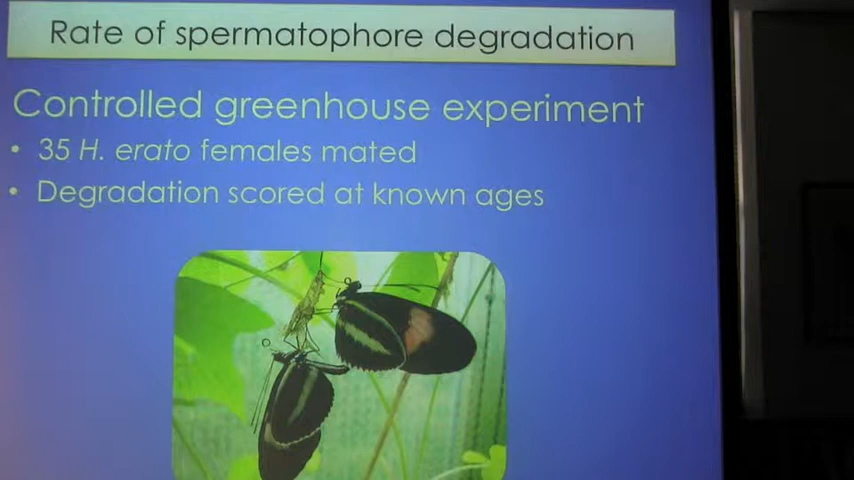 Rate of spermatophore degradation
Controlled greenhouse experiment
• 35 H. erato females mated
• Degradation scored at known ages